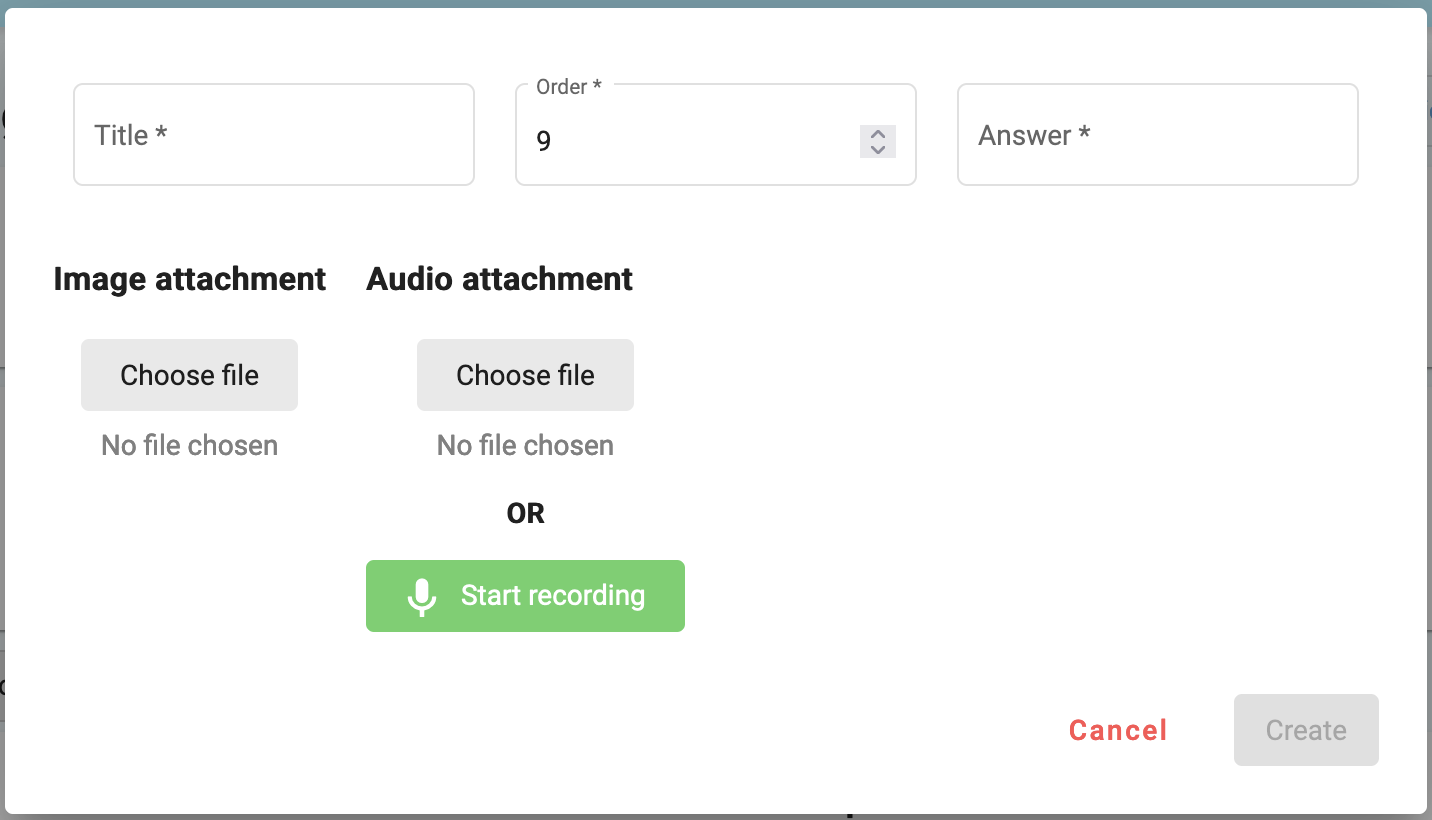 Order *
Title *
9
Answer *
Image attachment
Audio attachment
Choose file
Choose file
No file chosen
No file chosen
OR
Start recording
Cancel
Create